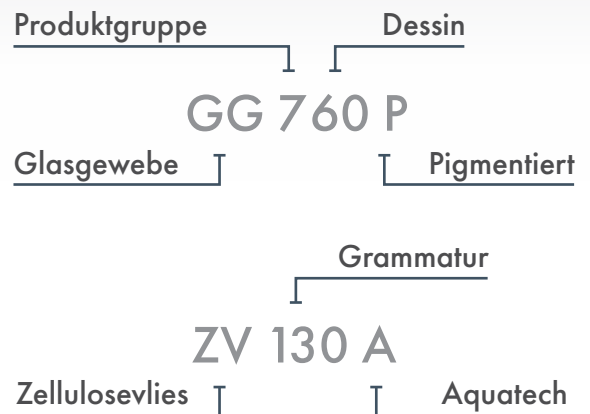 Produktgruppe Dessin
GG 760 P
Glasgewebe Pigmentiert
Grammatur
ZV 130 A
Zellulosevlies Aquatech